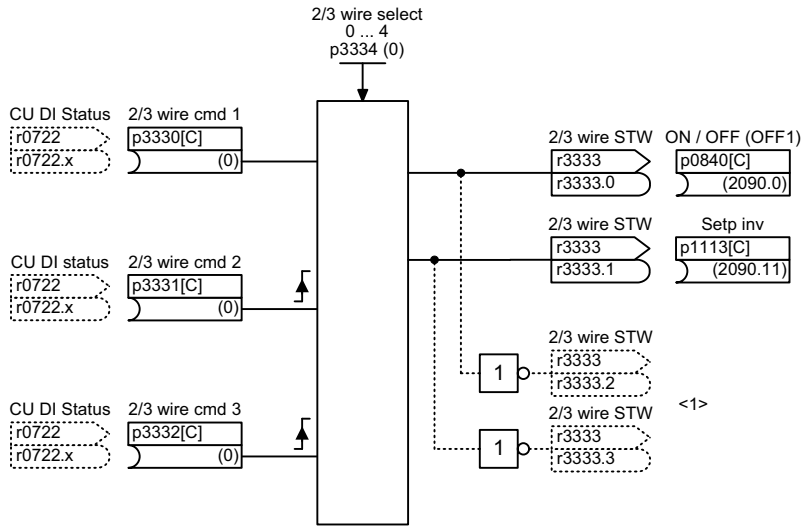 2/3 wire select
0 ... 4
p3334 (0)
CU DI Status
r0722
r0722.x
2/3 wire cmd 1
p3330[C]
(0)
CU DI status
r0722
r0722.x
2/3 wire cmd 2
p3331[C]
(0)
CU DI Status
r0722
r0722.x
2/3 wire cmd 3
p3332[C]
(0)
2/3 wire STW
r3333
r3333.0
ON / OFF (OFF1)
p0840[C]
(2090.0)
2/3 wire STW
r3333
r3333.1
Setp inv
p1113[C]
(2090.11)
1
2/3 wire STW
r3333
r3333.2
<1>
1
2/3 wire STW
r3333
r3333.3